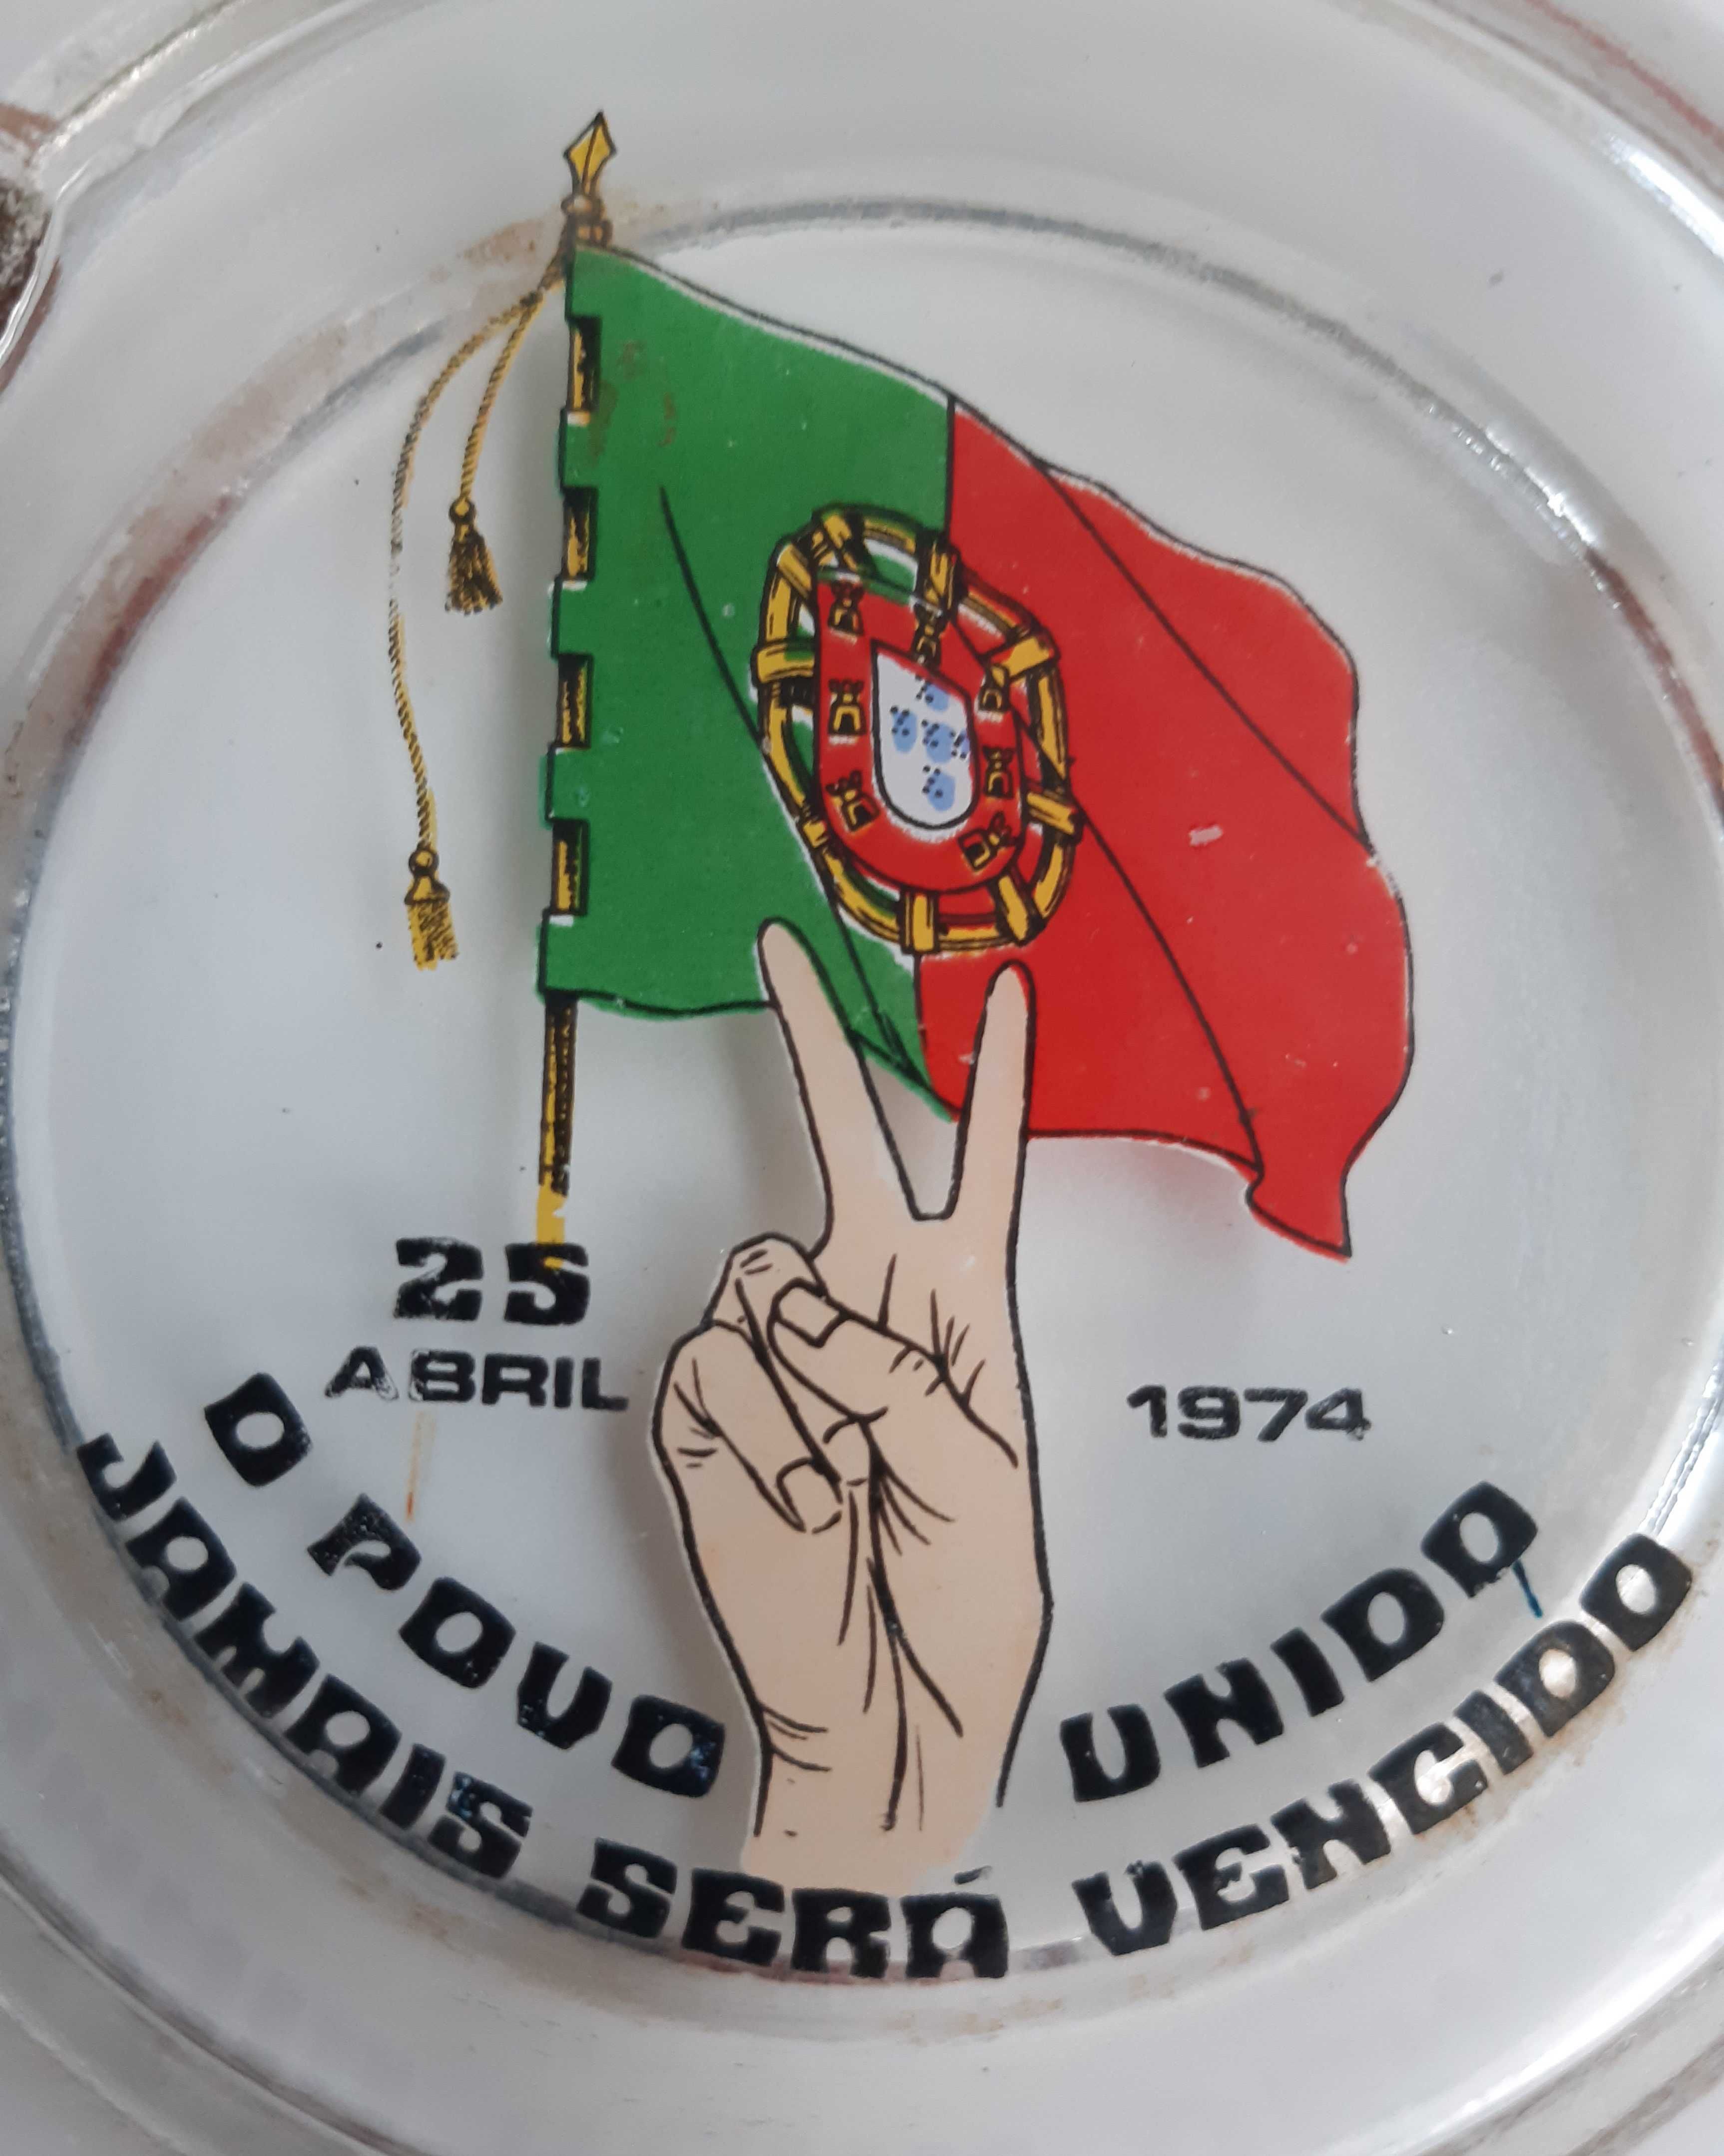 25
ABRIL
1974
O POVO UNIDO
JAMAIS SERÁ VENCIDO